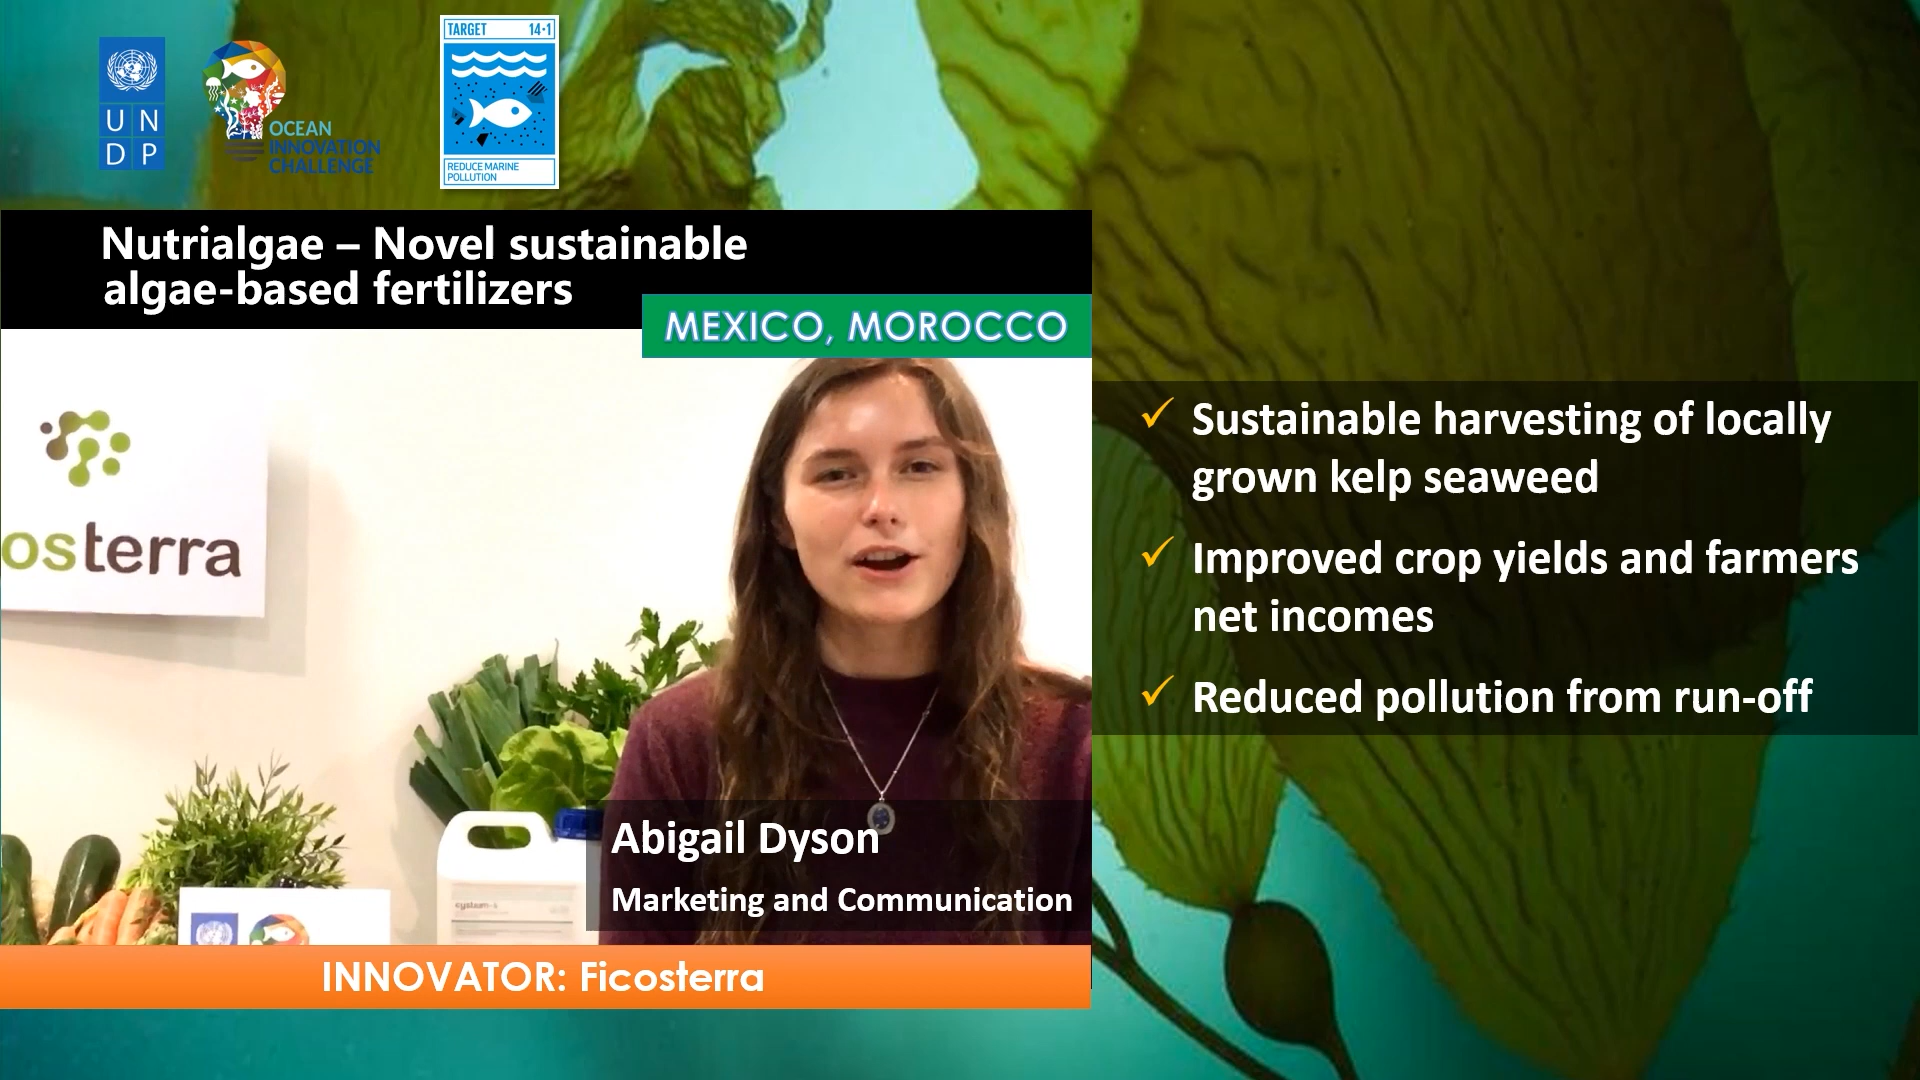 UN
DP
OCEAN
INNOVATION
CHALLENGE
TARGET 14·1
REDUCE MARINE
POLLUTION
Nutrialgae – Novel sustainable
algae-based fertilizers
MEXICO, MOROCCO
osterra
✓ Sustainable harvesting of locally
grown kelp seaweed
✓ Improved crop yields and farmers
net incomes
✓ Reduced pollution from run-off
Abigail Dyson
Marketing and Communication
INNOVATOR: Ficosterra